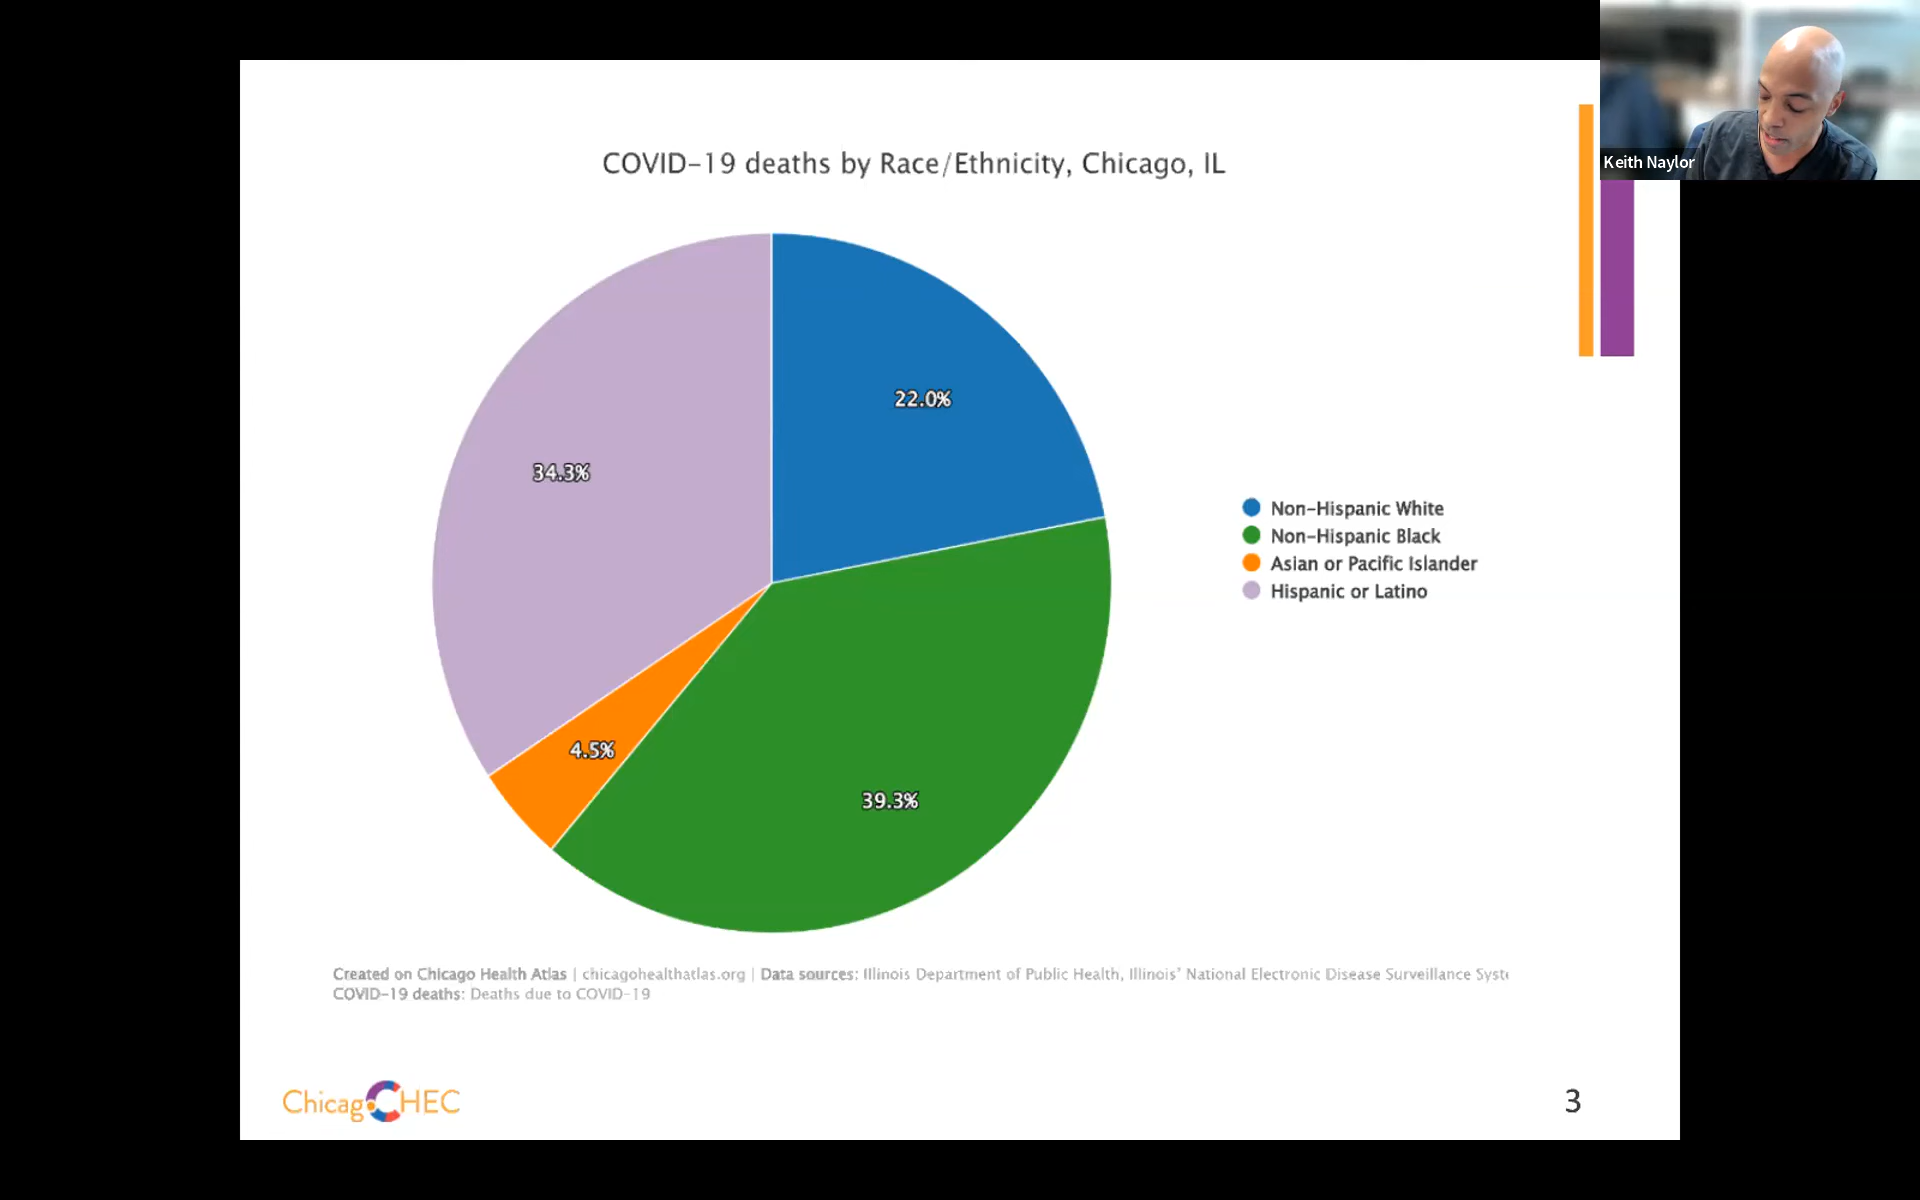 Keith Naylor
COVID-19 deaths by Race/Ethnicity, Chicago, IL
22.0%
34.3%
4.5%
39.3%
Non-Hispanic White
Non-Hispanic Black
Asian or Pacific Islander
Hispanic or Latino
Created on Chicago Health Atlas | chicagohealthatlas.org | Data sources: Illinois Department of Public Health, Illinois' National Electronic Disease Surveillance Syste
COVID-19 deaths: Deaths due to COVID-19
ChicagoCHEC
3